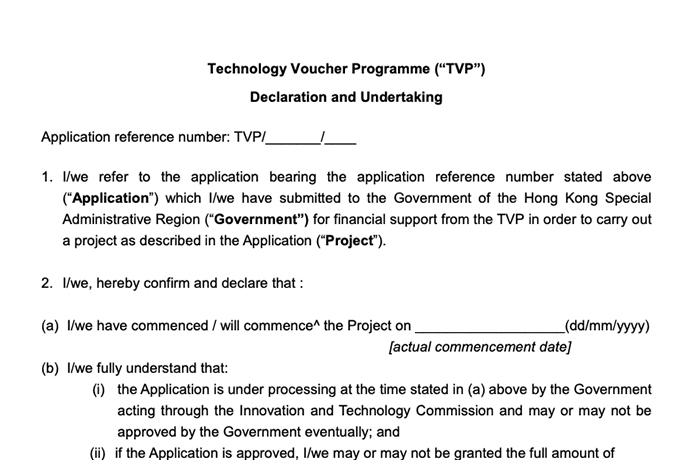 Technology Voucher Programme (“TVP”)
Declaration and Undertaking
Application reference number: TVP/_______/____
1. I/we refer to the application bearing the application reference number stated above
(“Application”) which I/we have submitted to the Government of the Hong Kong Special
Administrative Region (“Government”) for financial support from the TVP in order to carry out
a project as described in the Application (“Project”).
2. I/we, hereby confirm and declare that :
(a) I/we have commenced / will commence^ the Project on ____________________(dd/mm/yyyy)
[actual commencement date]
(b) I/we fully understand that:
(i) the Application is under processing at the time stated in (a) above by the Government
acting through the Innovation and Technology Commission and may or may not be
approved by the Government eventually; and
(ii) if the Application is approved, I/we may or may not be granted the full amount of